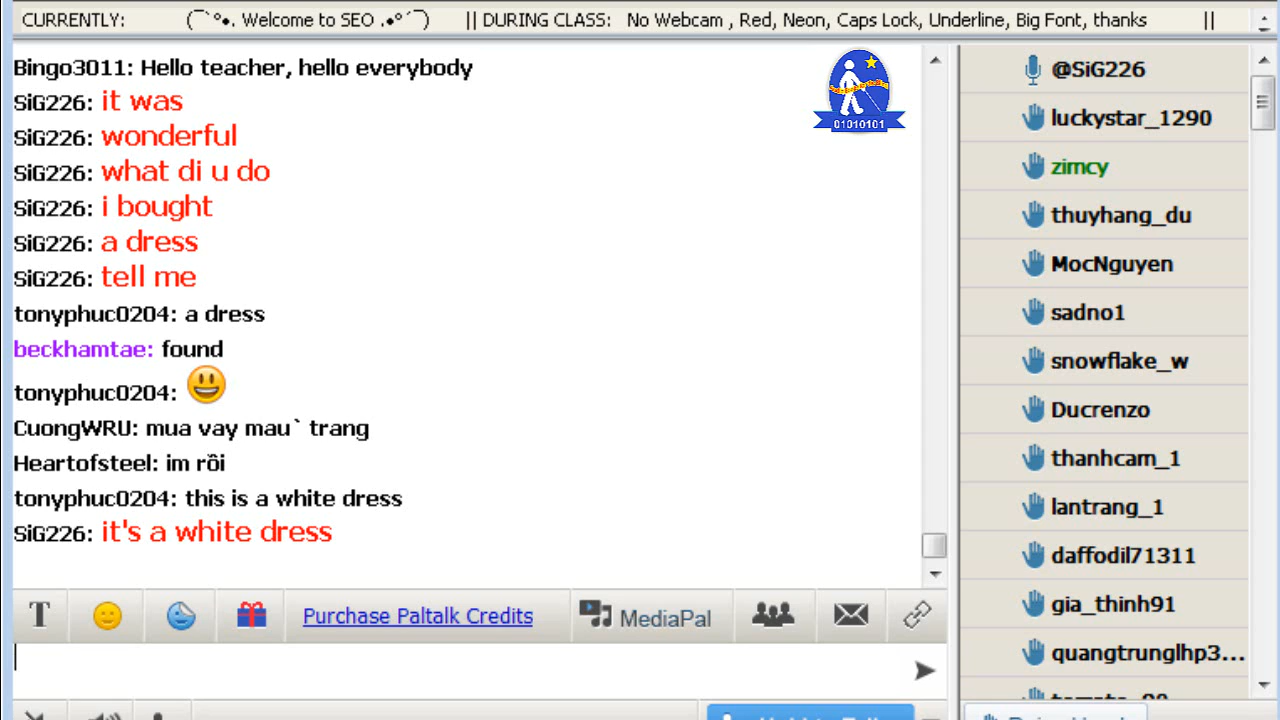 CURRENTLY: (¯`º•. Welcome to SEO .•º´¯) || DURING CLASS: No Webcam , Red, Neon, Caps Lock, Underline, Big Font, thanks ||
Bingo3011: Hello teacher, hello everybody
SiG226: it was
SiG226: wonderful
SiG226: what di u do
SiG226: i bought
SiG226: a dress
SiG226: tell me
tonyphuc0204: a dress
beckhamtae: found
tonyphuc0204:
CuongWRU: mua vay mau` trang
Heartofsteel: im rồi
tonyphuc0204: this is a white dress
SiG226: it's a white dress
01010101
T
Purchase Paltalk Credits
MediaPal
@SiG226
luckystar_1290
zimcy
thuyhang_du
MocNguyen
sadno1
snowflake_w
Ducrenzo
thanhcam_1
lantrang_1
daffodil71311
gia_thinh91
quangtrunglhp3...